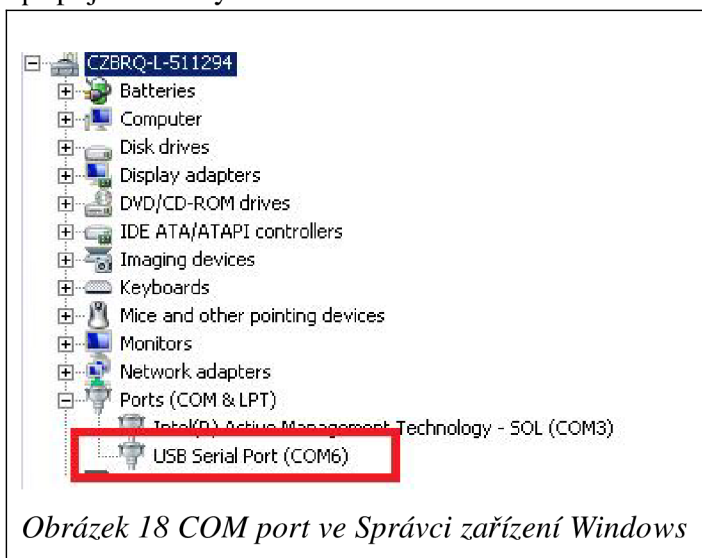 CZBRQ-L-511294
Batteries
Computer
Disk drives
Display adapters
DVD/CD-ROM drives
IDE ATA/ATAPI controllers
Imaging devices
Keyboards
Mice and other pointing devices
Monitors
Network adapters
Ports (COM & LPT)
Intel(R) Active Management Technology - SOL (COM3)
USB Serial Port (COM6)
Obrázek 18 COM port ve Správci zařízení Windows